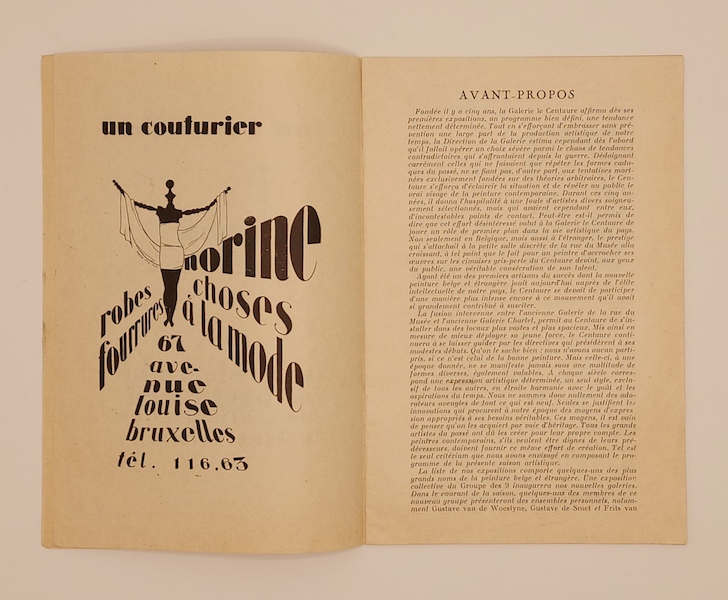 un couturier
norine
robes
fourrures
choses
à la mode
67
ave-
nue
louise
bruxelles
tél. 116,63
AVANT-PROPOS
Fondée il y a cinq ans, la Galerie le Centaure affirma dès ses
premières expositions, un programme bien défini, une tendance
nettement déterminée. Tout en s'efforçant d'embrasser sans pré-
vention une large part de la production artistique de notre
temps, la Direction de la Galerie estima cependant dès l'abord
qu'il fallait opérer un choix sévère parmi le chaos de tendances
contradictoires qui s'affrontaient depuis la guerre. Dédaignant
carrément celles qui ne faisaient que répéter les formes cadu-
ques du passé, ne se fiant pas, d'autre part, aux tentatives mort-
nées exclusivement fondées sur des théories arbitraires, le Cen-
taure s'efforça d'éclaircir la situation et de révéler au public le
vrai visage de la peinture contemporaine. Durant ces cinq an-
nées, il donna l'hospitalité à une foule d'artistes divers soigneu-
sement sélectionnés, mais qui avaient cependant entre eux,
d'incontestables points de contact. Peut-être est-il permis de
dire que cet effort désintéressé valut à la Galerie le Centaure de
jouer un rôle de premier plan dans la vie artistique du pays.
Non seulement en Belgique, mais aussi à l'étranger, le prestige
qui s'attachait à la petite salle discrète de la rue du Musée alla
croissant, à tel point que le fait pour un peintre d'accrocher ses
œuvres sur les cimaises gris-perle du Centaure devint, aux yeux
du public, une véritable consécration de son talent.
Ayant été un des premiers artisans du succès dont la nouvelle
peinture belge et étrangère jouit aujourd'hui auprès de l'élite
intellectuelle de notre pays, le Centaure se devait de participer
d'une manière plus intense encore à ce mouvement qu'il avait
si grandement contribué à susciter.
La fusion intervenue entre l'ancienne Galerie de la rue du
Musée et l'ancienne Galerie Charlet, permit au Centaure de s'in-
staller dans des locaux plus vastes et plus spacieux. Mis ainsi en
mesure de mieux déployer sa jeune force, le Centaure conti-
nuera à se laisser guider par les directives qui présidèrent à ses
modestes débuts. Qu'on le sache bien : nous n'avons aucun parti-
pris, si ce n'est celui de la bonne peinture. Mais celle-ci, à une
époque donnée, ne se manifeste jamais sous une multitude de
formes diverses, également valables. A chaque siècle corres-
pond une expression artistique déterminée, un seul style, exclu-
sif de tous les autres, en étroite harmonie avec le goût et les
aspirations du temps. Nous ne sommes donc nullement des ado-
rateurs aveugles de tout ce qui est neuf. Seules se justifient les
innovations qui procurent à notre époque des moyens d'expres-
sion appropriés à ses besoins véritables. Ces moyens, il est vain
de penser qu'on les acquiert par voie d'héritage. Tous les grands
artistes du passé ont dû les créer pour leur propre compte. Les
peintres contemporains, s'ils veulent être dignes de leurs pré-
décesseurs, doivent fournir ce même effort de création. Tel est
le seul critérium que nous avons envisagé en composant le pro-
gramme de la présente saison artistique.
La liste de nos expositions comporte quelques-uns des plus
grands noms de la peinture belge et étrangère. Une exposition
collective du Groupe des 9 inaugurera nos nouvelles galeries.
Dans le courant de la saison, quelques-uns des membres de ce
nouveau groupe présenteront des ensembles personnels, notam-
ment Gustave van de Woestyne, Gustave de Smet et Frits van